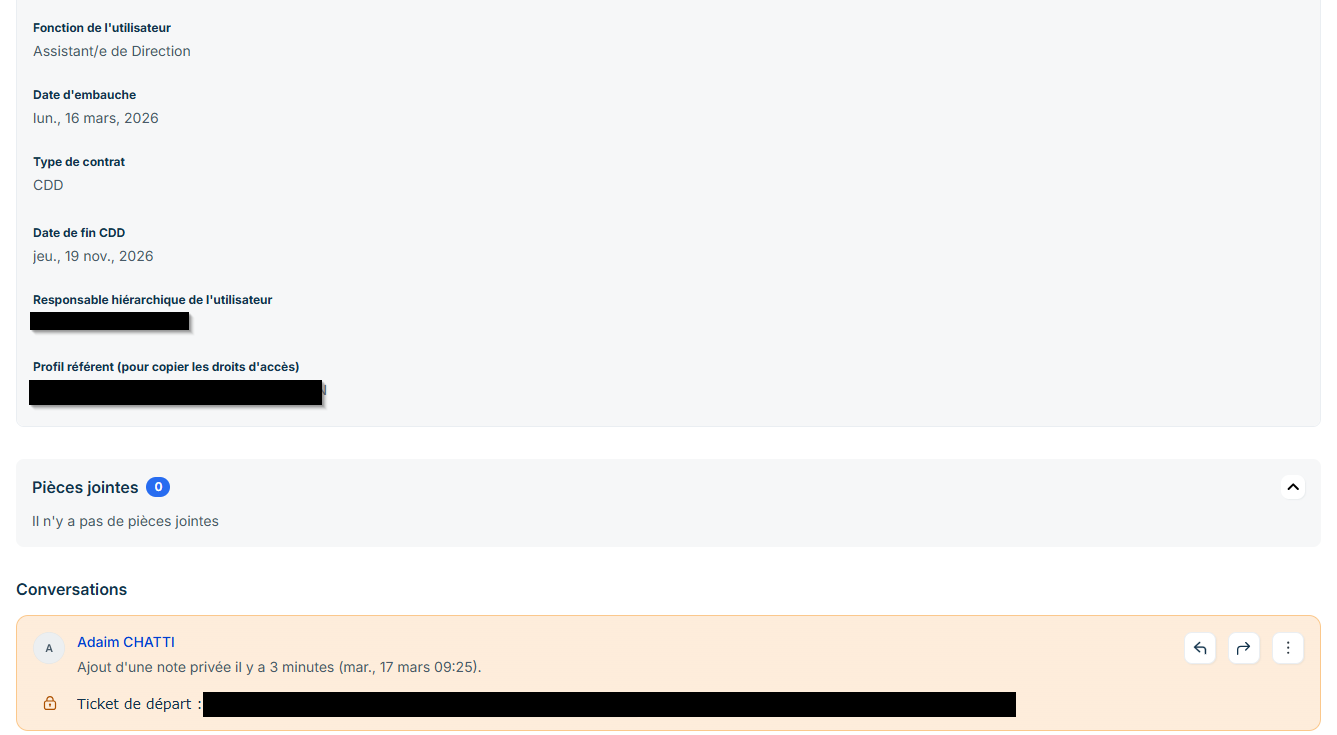 Fonction de l'utilisateur
Assistant/e de Direction
Date d'embauche
lun., 16 mars, 2026
Type de contrat
CDD
Date de fin CDD
jeu., 19 nov., 2026
Responsable hiérarchique de l'utilisateur
Profil référent (pour copier les droits d'accès)
Pièces jointes 0
Il n'y a pas de pièces jointes
Conversations
A
Adaim CHATTI
Ajout d'une note privée il y a 3 minutes (mar., 17 mars 09:25).
Ticket de départ :